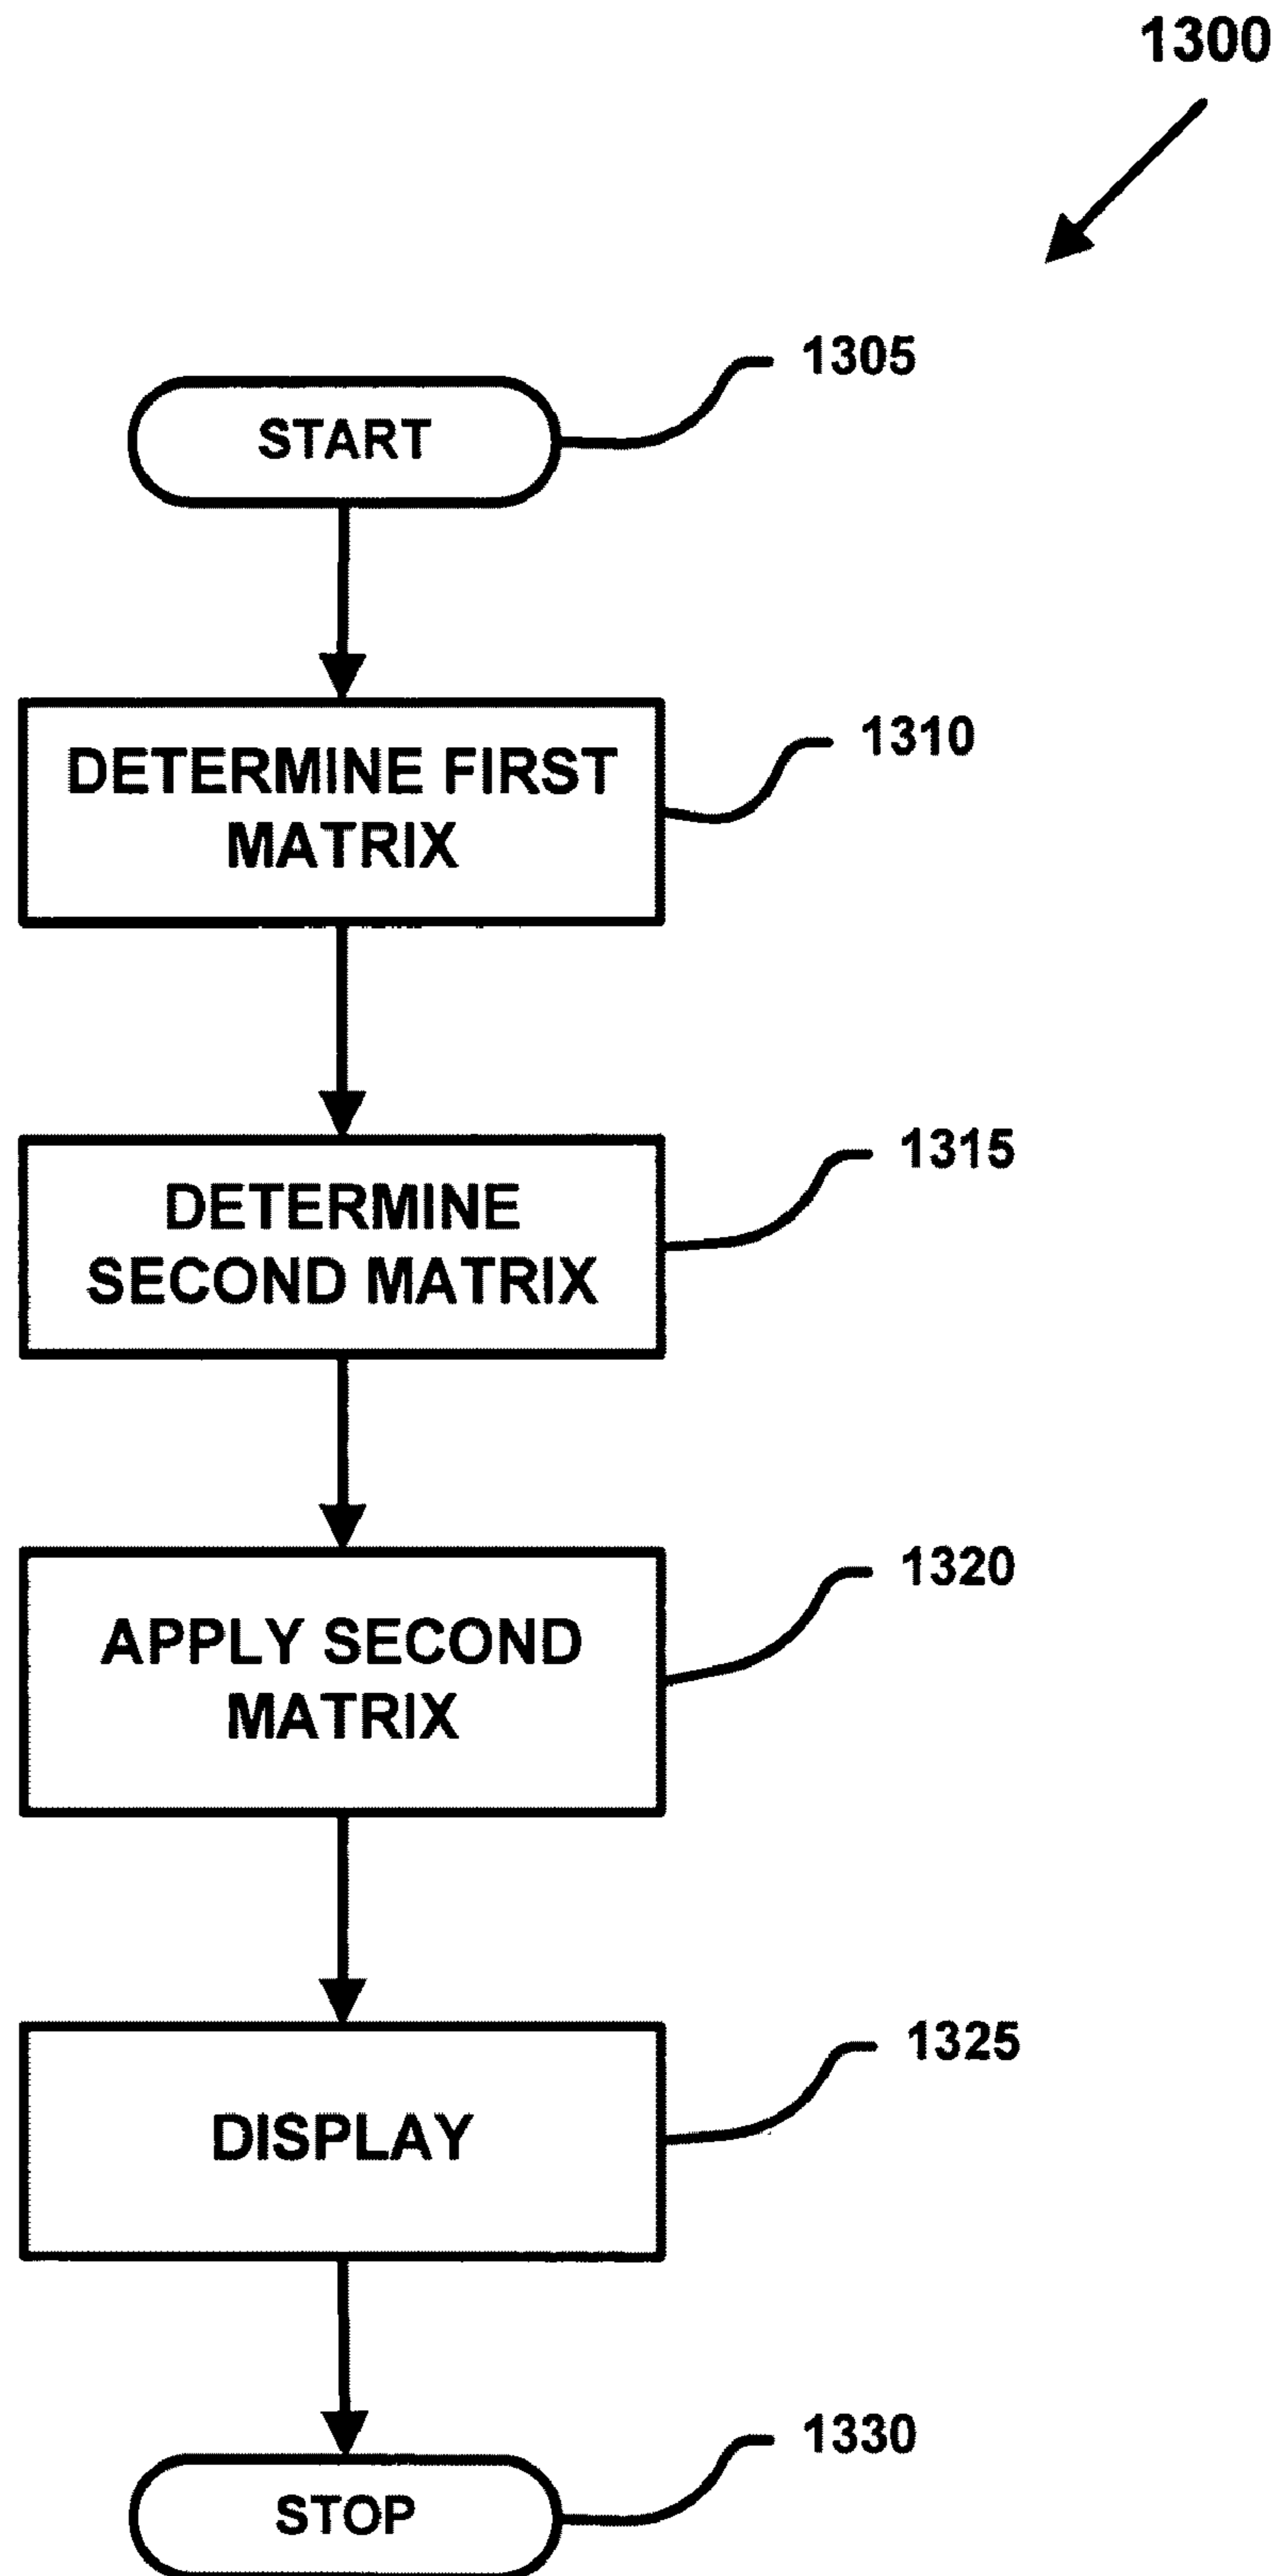 1300
1305
START
1310
DETERMINE FIRST
MATRIX
1315
DETERMINE
SECOND MATRIX
1320
APPLY SECOND
MATRIX
1325
DISPLAY
1330
STOP